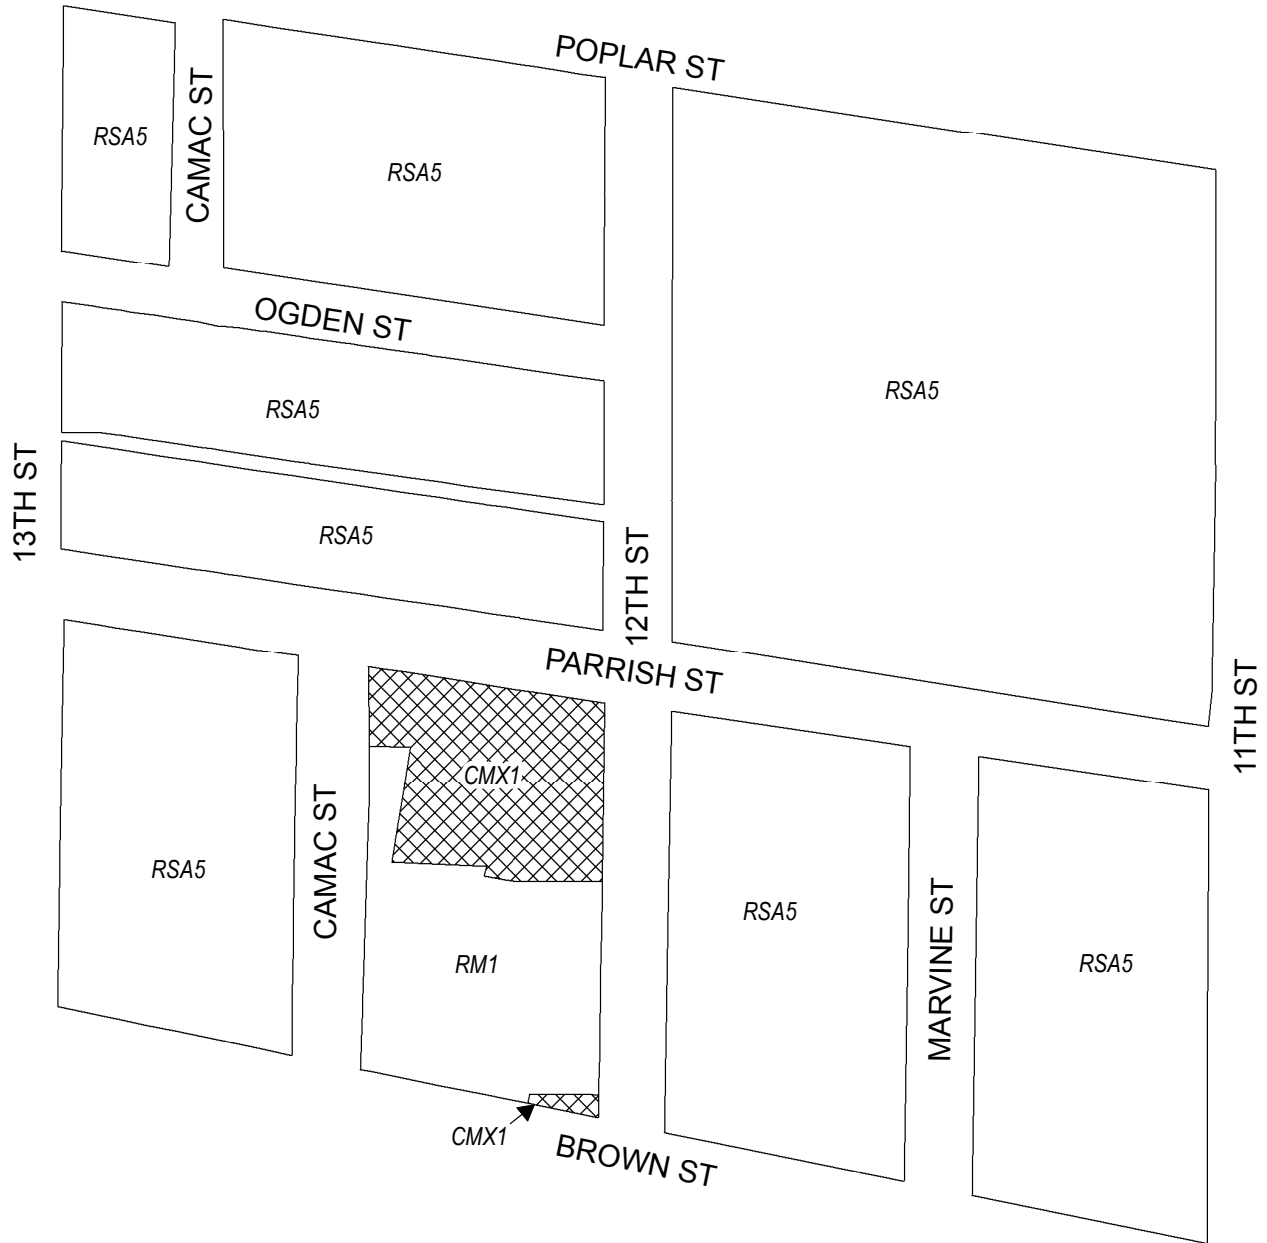 POPLAR ST
RSA5
CAMAC ST
RSA5
OGDEN ST
RSA5
RSA5
13TH ST
RSA5
12TH ST
PARRISH ST
11TH ST
CMX1
RSA5
CAMAC ST
RSA5
MARVINE ST
RM1
RSA5
CMX1
BROWN ST